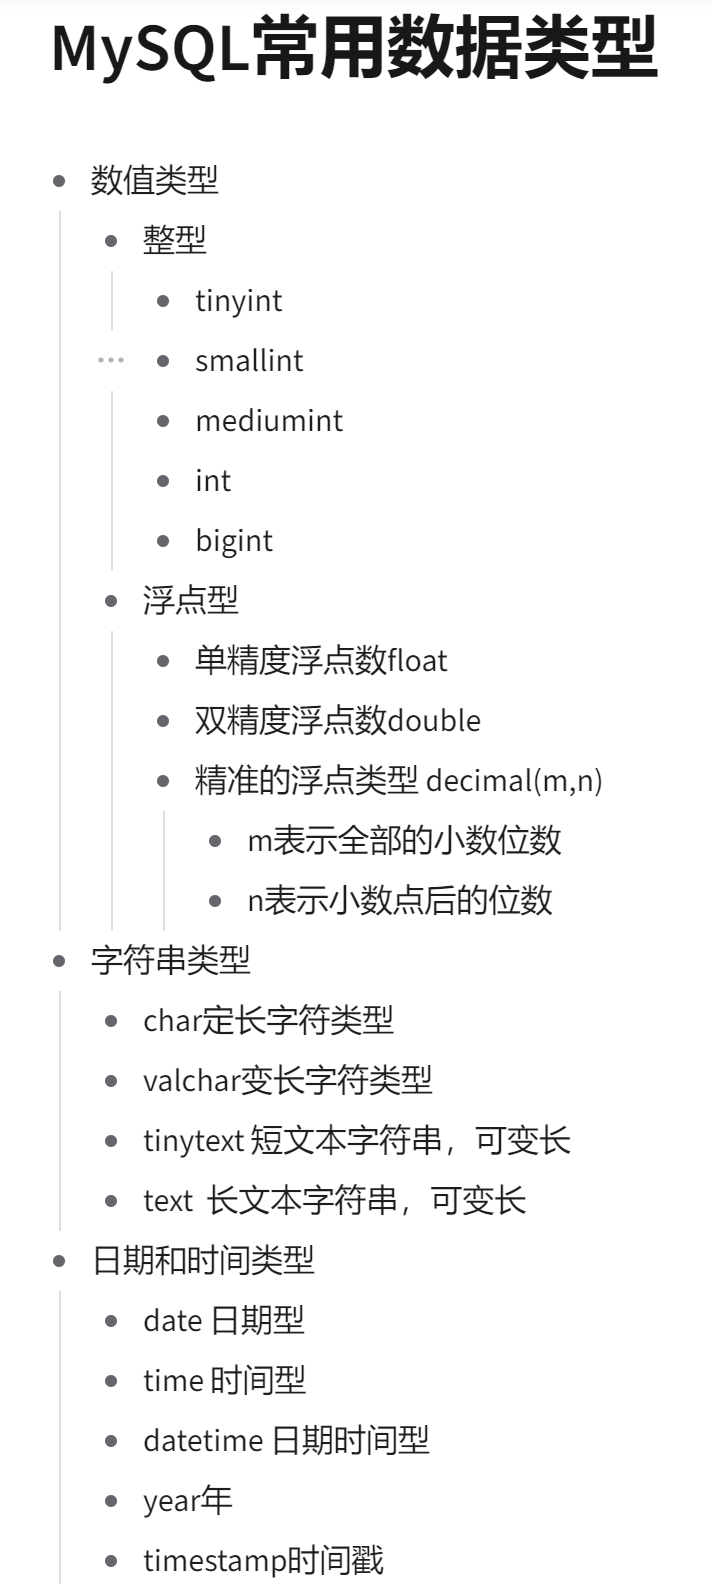 MySQL常用数据类型
数值类型
整型
tinyint
smallint
mediumint
int
bigint
浮点型
单精度浮点数float
双精度浮点数double
精准的浮点类型 decimal(m,n)
m表示全部的小数位数
n表示小数点后的位数
字符串类型
char定长字符类型
valchar变长字符类型
tinytext 短文本字符串，可变长
text  长文本字符串，可变长
日期和时间类型
date 日期型
time 时间型
datetime 日期时间型
year年
timestamp时间戳